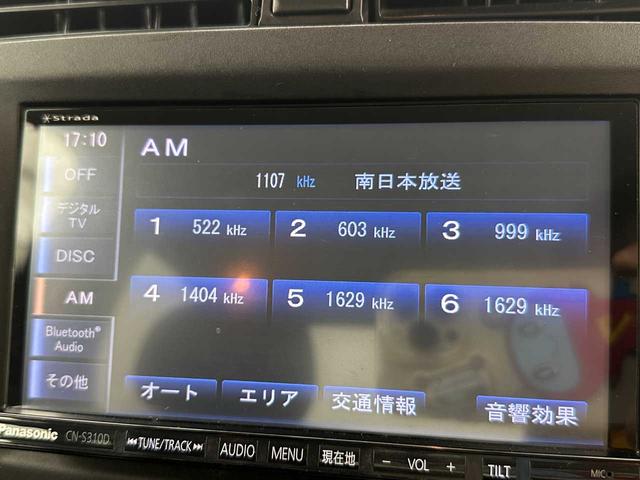 Strada
17:10
AM
OFF
1107 kHz 南日本放送
デジタル
TV
1 522 kHz
2 603 kHz
3 999 kHz
DISC
AM
4 1404 kHz
5 1629 kHz
6 1629 kHz
Bluetooth®
Audio
その他
オート
エリア
交通情報
音響効果
Panasonic CN-S310D
TUNE/TRACK
AUDIO
MENU
現在地
− VOL +
TILT
MIC